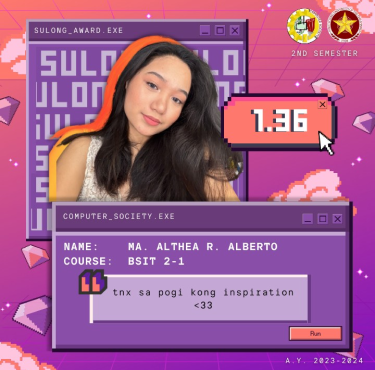 SULONG_AWARD.EXE
2ND SEMESTER
1.36
COMPUTER_SOCIETY.EXE
NAME: MA. ALTHEA R. ALBERTO
COURSE: BSIT 2-1
tnx sa pogi kong inspiration
<33
Run
A.Y. 2023-2024